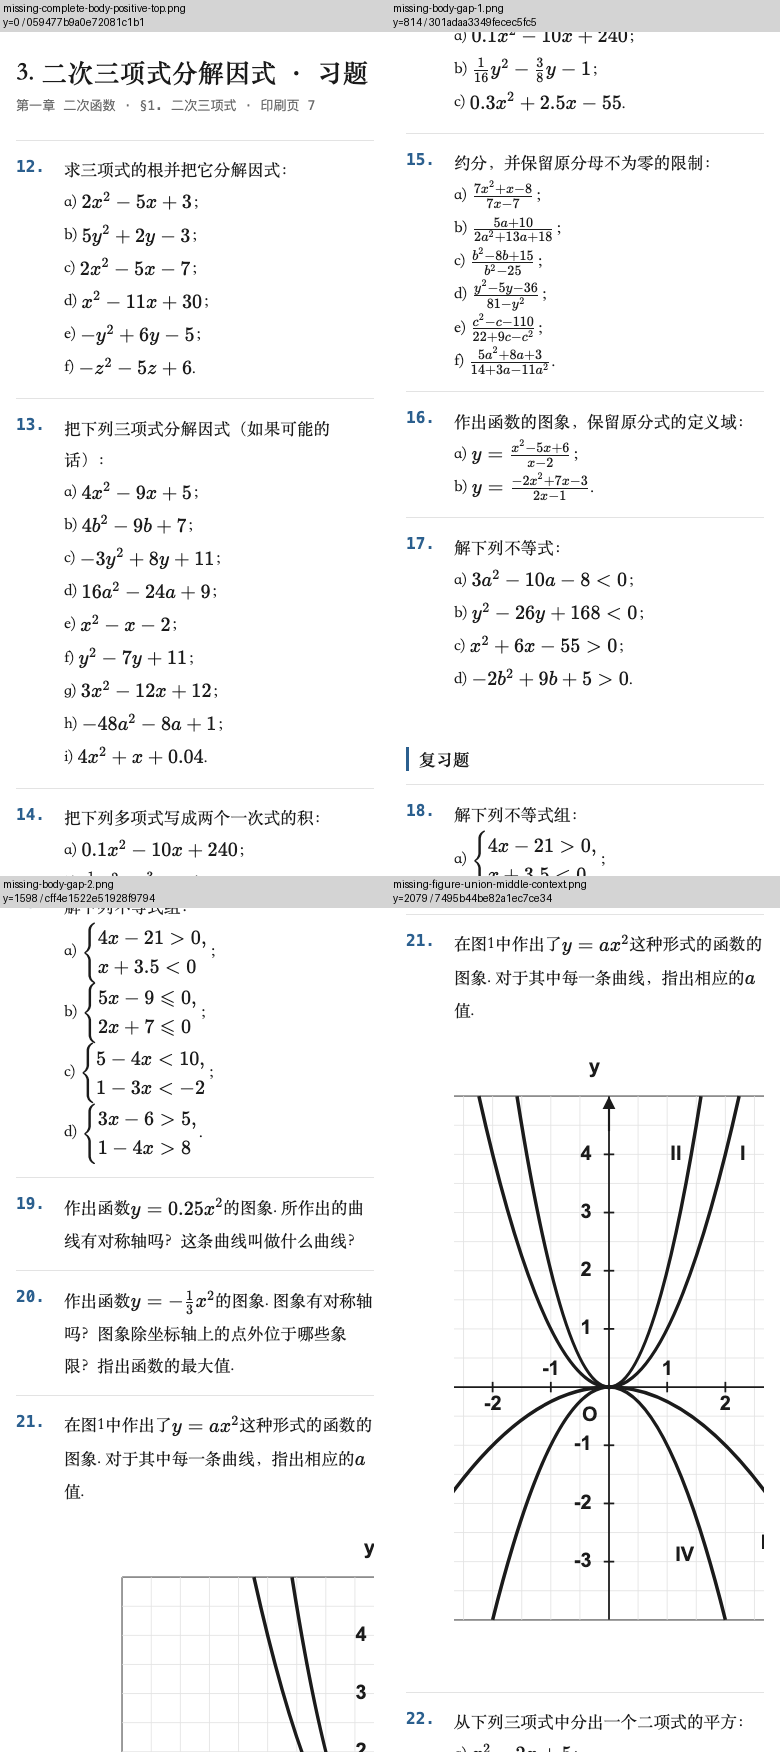 missing-complete-body-positive-top.png
y=0 / 059477b9a0e72081c1b1
3. 二次三项式分解因式 · 习题
第一章 二次函数 · §1. 二次三项式 · 印刷页 7
12. 求三项式的根并把它分解因式：
a) 2x² − 5x + 3;
b) 5y² + 2y − 3;
c) 2x² − 5x − 7;
d) x² − 11x + 30;
e) −y² + 6y − 5;
f) −z² − 5z + 6.
13. 把下列三项式分解因式（如果可能的
话）：
a) 4x² − 9x + 5;
b) 4b² − 9b + 7;
c) −3y² + 8y + 11;
d) 16a² − 24a + 9;
e) x² − x − 2;
f) y² − 7y + 11;
g) 3x² − 12x + 12;
h) −48a² − 8a + 1;
i) 4x² + x + 0.04.
14. 把下列多项式写成两个一次式的积：
a) 0.1x² − 10x + 240;
missing-body-gap-1.png
y=814 / 301adaa3349fecec5fc5
a) 0.1x² − 10x + 240;
b) 1/16 y² − 3/8 y − 1;
c) 0.3x² + 2.5x − 55.
15. 约分，并保留原分母不为零的限制：
a) (7x²+x−8)/(7x−7);
b) (5a+10)/(2a²+13a+18);
c) (b²−8b+15)/(b²−25);
d) (y²−5y−36)/(81−y²);
e) (c²−c−110)/(22+9c−c²);
f) (5a²+8a+3)/(14+3a−11a²).
16. 作出函数的图象，保留原分式的定义域：
a) y = (x²−5x+6)/(x−2);
b) y = (−2x²+7x−3)/(2x−1).
17. 解下列不等式：
a) 3a² − 10a − 8 < 0;
b) y² − 26y + 168 < 0;
c) x² + 6x − 55 > 0;
d) −2b² + 9b + 5 > 0.
复习题
18. 解下列不等式组：
a) { 4x − 21 > 0,
x + 3.5 < 0 ;
missing-body-gap-2.png
y=1598 / cff4e1522e51928f9794
解下列不等式组：
a) { 4x − 21 > 0,
x + 3.5 < 0 ;
b) { 5x − 9 ⩽ 0,
2x + 7 ⩽ 0 ;
c) { 5 − 4x < 10,
1 − 3x < −2 ;
d) { 3x − 6 > 5,
1 − 4x > 8 .
19. 作出函数y = 0.25x²的图象. 所作出的曲
线有对称轴吗？这条曲线叫做什么曲线？
20. 作出函数y = −1/3 x²的图象. 图象有对称轴
吗？图象除坐标轴上的点外位于哪些象
限？指出函数的最大值.
21. 在图1中作出了y = ax²这种形式的函数的
图象. 对于其中每一条曲线，指出相应的a
值.
y
4
3
2
missing-figure-union-middle-context.png
y=2079 / 7495b44be82a1ec7ce34
21. 在图1中作出了y = ax²这种形式的函数的
图象. 对于其中每一条曲线，指出相应的a
值.
y
4 II I
3
2
1
-1 1
-2 O 2
-1
-2
-3 IV
22. 从下列三项式中分出一个二项式的平方：